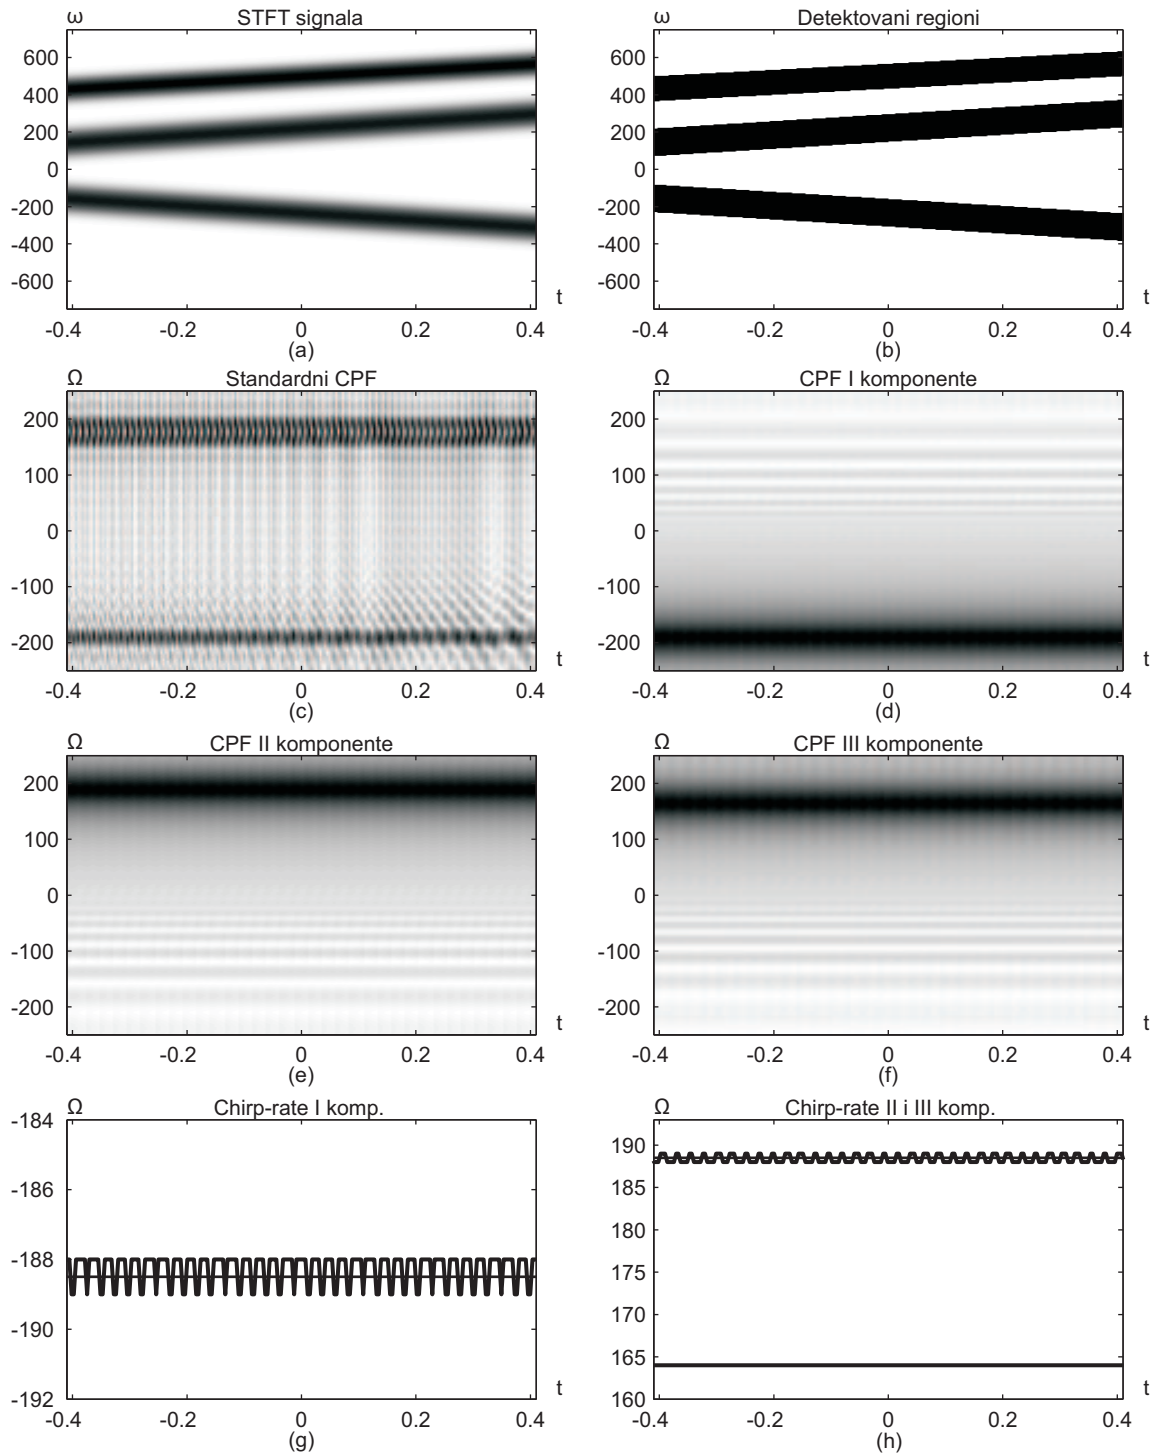 ω STFT signala
600
400
200
0
-200
-400
-600
t
-0.4 -0.2 0 0.2 0.4
(a)
ω Detektovani regioni
600
400
200
0
-200
-400
-600
t
-0.4 -0.2 0 0.2 0.4
(b)
Ω Standardni CPF
200
100
0
-100
-200
t
-0.4 -0.2 0 0.2 0.4
(c)
Ω CPF I komponente
200
100
0
-100
-200
t
-0.4 -0.2 0 0.2 0.4
(d)
Ω CPF II komponente
200
100
0
-100
-200
t
-0.4 -0.2 0 0.2 0.4
(e)
Ω CPF III komponente
200
100
0
-100
-200
t
-0.4 -0.2 0 0.2 0.4
(f)
Ω Chirp-rate I komp.
-184
-186
-188
-190
-192
t
-0.4 -0.2 0 0.2 0.4
(g)
Ω Chirp-rate II i III komp.
190
185
180
175
170
165
160
t
-0.4 -0.2 0 0.2 0.4
(h)